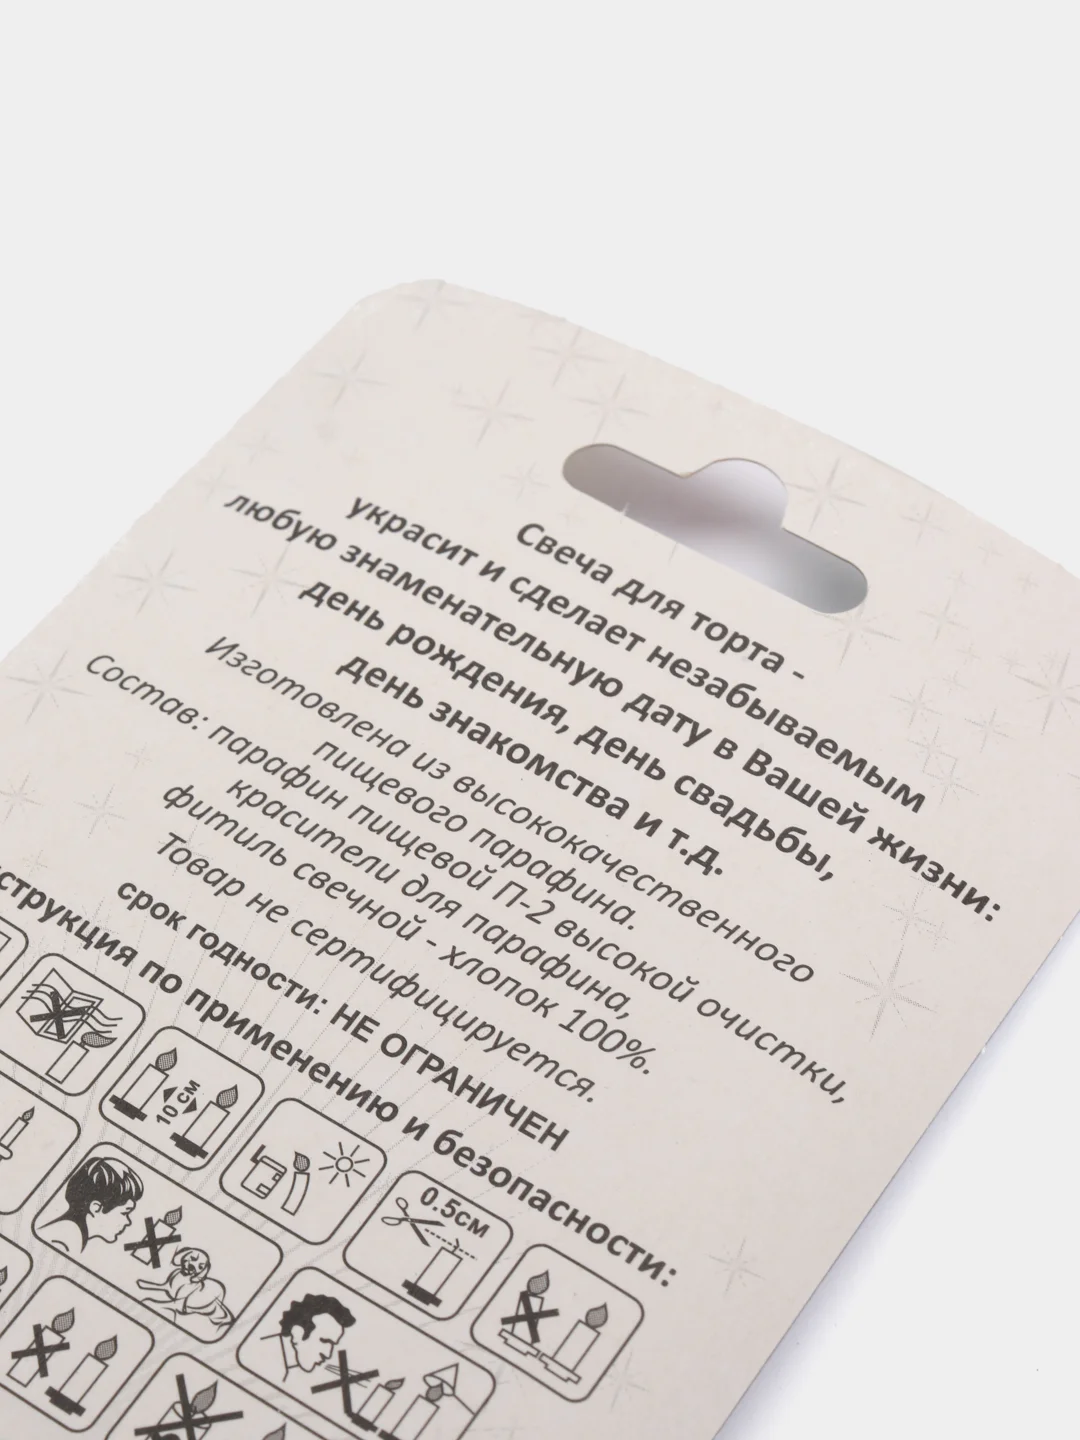 Свеча для торта -
украсит и сделает незабываемым
любую знаменательную дату в Вашей жизни:
день рождения, день свадьбы,
день знакомства и т.д.
Изготовлена из высококачественного
пищевого парафина.
Состав: парафин пищевой П-2 высокой очистки,
красители для парафина,
фитиль свечной - хлопок 100%.
Товар не сертифицируется.
срок годности: НЕ ОГРАНИЧЕН
струкция по применению и безопасности:
10 см
0.5см